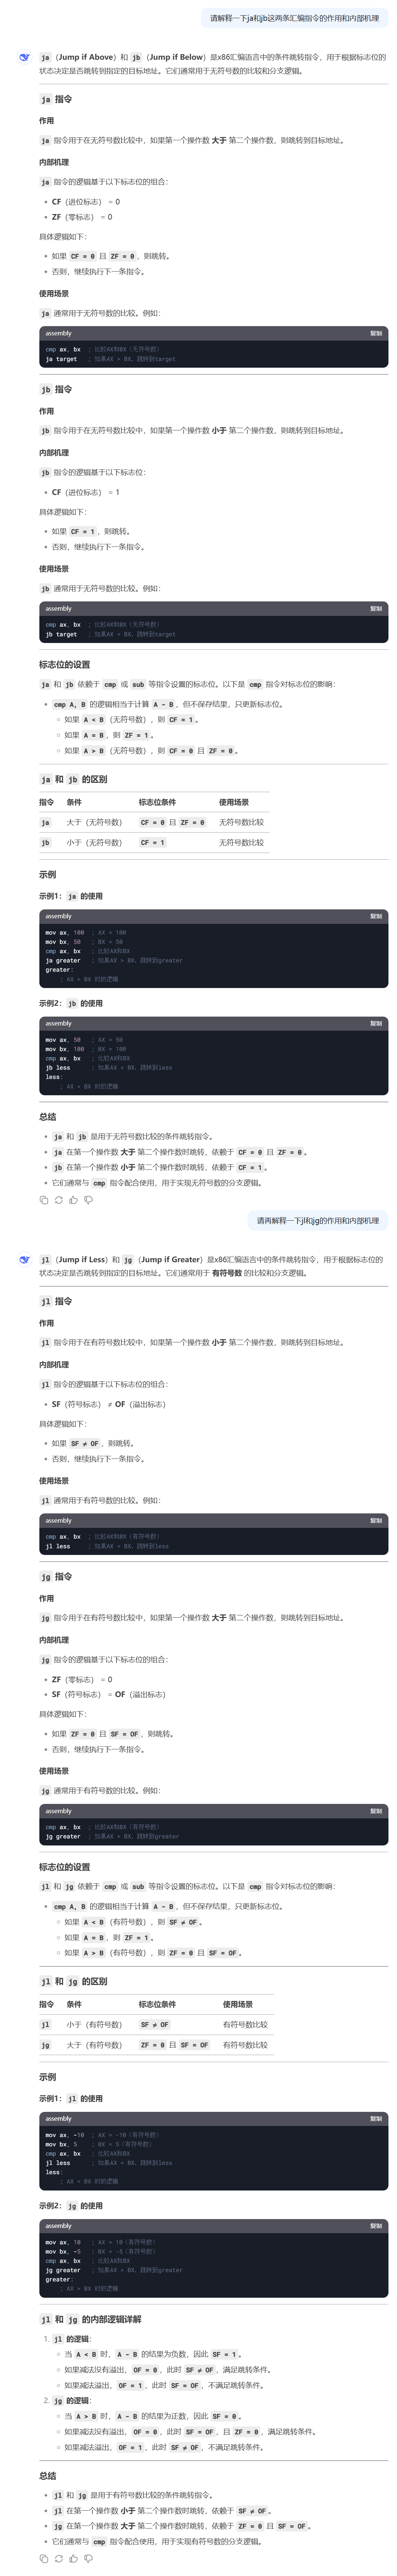 请解释一下ja和jb这两条汇编指令的作用和内部机理
ja（Jump if Above）和 jb（Jump if Below）是x86汇编语言中的条件跳转指令，用于根据标志位的
状态决定是否跳转到指定的目标地址。它们通常用于无符号数的比较和分支逻辑。
ja 指令
作用
ja 指令用于在无符号数比较中，如果第一个操作数 大于 第二个操作数，则跳转到目标地址。
内部机理
ja 指令的逻辑基于以下标志位的组合：
• CF（进位标志） = 0
• ZF（零标志） = 0
具体逻辑如下：
• 如果 CF = 0 且 ZF = 0，则跳转。
• 否则，继续执行下一条指令。
使用场景
ja 通常用于无符号数的比较。例如：
assembly 复制
cmp ax, bx ; 比较AX和BX（无符号数）
ja target ; 如果AX > BX，跳转到target
jb 指令
作用
jb 指令用于在无符号数比较中，如果第一个操作数 小于 第二个操作数，则跳转到目标地址。
内部机理
jb 指令的逻辑基于以下标志位：
• CF（进位标志） = 1
具体逻辑如下：
• 如果 CF = 1，则跳转。
• 否则，继续执行下一条指令。
使用场景
jb 通常用于无符号数的比较。例如：
assembly 复制
cmp ax, bx ; 比较AX和BX（无符号数）
jb target ; 如果AX < BX，跳转到target
标志位的设置
ja 和 jb 依赖于 cmp 或 sub 等指令设置的标志位。以下是 cmp 指令对标志位的影响：
• cmp A, B 的逻辑相当于计算 A - B，但不保存结果，只更新标志位。
◦ 如果 A < B（无符号数），则 CF = 1。
◦ 如果 A = B，则 ZF = 1。
◦ 如果 A > B（无符号数），则 CF = 0 且 ZF = 0。
ja 和 jb 的区别
指令 条件 标志位条件 使用场景
ja 大于（无符号数） CF = 0 且 ZF = 0 无符号数比较
jb 小于（无符号数） CF = 1 无符号数比较
示例
示例1：ja 的使用
assembly 复制
mov ax, 100 ; AX = 100
mov bx, 50 ; BX = 50
cmp ax, bx ; 比较AX和BX
ja greater ; 如果AX > BX，跳转到greater
greater:
; AX > BX 时的逻辑
示例2：jb 的使用
assembly 复制
mov ax, 50 ; AX = 50
mov bx, 100 ; BX = 100
cmp ax, bx ; 比较AX和BX
jb less ; 如果AX < BX，跳转到less
less:
; AX < BX 时的逻辑
总结
• ja 和 jb 是用于无符号数比较的条件跳转指令。
• ja 在第一个操作数 大于 第二个操作数时跳转，依赖于 CF = 0 且 ZF = 0。
• jb 在第一个操作数 小于 第二个操作数时跳转，依赖于 CF = 1。
• 它们通常与 cmp 指令配合使用，用于实现无符号数的分支逻辑。
请再解释一下jl和jg的作用和内部机理
jl（Jump if Less）和 jg（Jump if Greater）是x86汇编语言中的条件跳转指令，用于根据标志位的
状态决定是否跳转到指定的目标地址。它们通常用于 有符号数 的比较和分支逻辑。
jl 指令
作用
jl 指令用于在有符号数比较中，如果第一个操作数 小于 第二个操作数，则跳转到目标地址。
内部机理
jl 指令的逻辑基于以下标志位的组合：
• SF（符号标志） ≠ OF（溢出标志）
具体逻辑如下：
• 如果 SF ≠ OF，则跳转。
• 否则，继续执行下一条指令。
使用场景
jl 通常用于有符号数的比较。例如：
assembly 复制
cmp ax, bx ; 比较AX和BX（有符号数）
jl less ; 如果AX < BX，跳转到less
jg 指令
作用
jg 指令用于在有符号数比较中，如果第一个操作数 大于 第二个操作数，则跳转到目标地址。
内部机理
jg 指令的逻辑基于以下标志位的组合：
• ZF（零标志） = 0
• SF（符号标志） = OF（溢出标志）
具体逻辑如下：
• 如果 ZF = 0 且 SF = OF，则跳转。
• 否则，继续执行下一条指令。
使用场景
jg 通常用于有符号数的比较。例如：
assembly 复制
cmp ax, bx ; 比较AX和BX（有符号数）
jg greater ; 如果AX > BX，跳转到greater
标志位的设置
jl 和 jg 依赖于 cmp 或 sub 等指令设置的标志位。以下是 cmp 指令对标志位的影响：
• cmp A, B 的逻辑相当于计算 A - B，但不保存结果，只更新标志位。
◦ 如果 A < B（有符号数），则 SF ≠ OF。
◦ 如果 A = B，则 ZF = 1。
◦ 如果 A > B（有符号数），则 ZF = 0 且 SF = OF。
jl 和 jg 的区别
指令 条件 标志位条件 使用场景
jl 小于（有符号数） SF ≠ OF 有符号数比较
jg 大于（有符号数） ZF = 0 且 SF = OF 有符号数比较
示例
示例1：jl 的使用
assembly 复制
mov ax, -10 ; AX = -10（有符号数）
mov bx, 5 ; BX = 5（有符号数）
cmp ax, bx ; 比较AX和BX
jl less ; 如果AX < BX，跳转到less
less:
; AX < BX 时的逻辑
示例2：jg 的使用
assembly 复制
mov ax, 10 ; AX = 10（有符号数）
mov bx, -5 ; BX = -5（有符号数）
cmp ax, bx ; 比较AX和BX
jg greater ; 如果AX > BX，跳转到greater
greater:
; AX > BX 时的逻辑
jl 和 jg 的内部逻辑详解
1. jl 的逻辑：
◦ 当 A < B 时，A - B 的结果为负数，因此 SF = 1。
◦ 如果减法没有溢出，OF = 0，此时 SF ≠ OF，满足跳转条件。
◦ 如果减法溢出，OF = 1，此时 SF = OF，不满足跳转条件。
2. jg 的逻辑：
◦ 当 A > B 时，A - B 的结果为正数，因此 SF = 0。
◦ 如果减法没有溢出，OF = 0，此时 SF = OF，且 ZF = 0，满足跳转条件。
◦ 如果减法溢出，OF = 1，此时 SF ≠ OF，不满足跳转条件。
总结
• jl 和 jg 是用于有符号数比较的条件跳转指令。
• jl 在第一个操作数 小于 第二个操作数时跳转，依赖于 SF ≠ OF。
• jg 在第一个操作数 大于 第二个操作数时跳转，依赖于 ZF = 0 且 SF = OF。
• 它们通常与 cmp 指令配合使用，用于实现有符号数的分支逻辑。